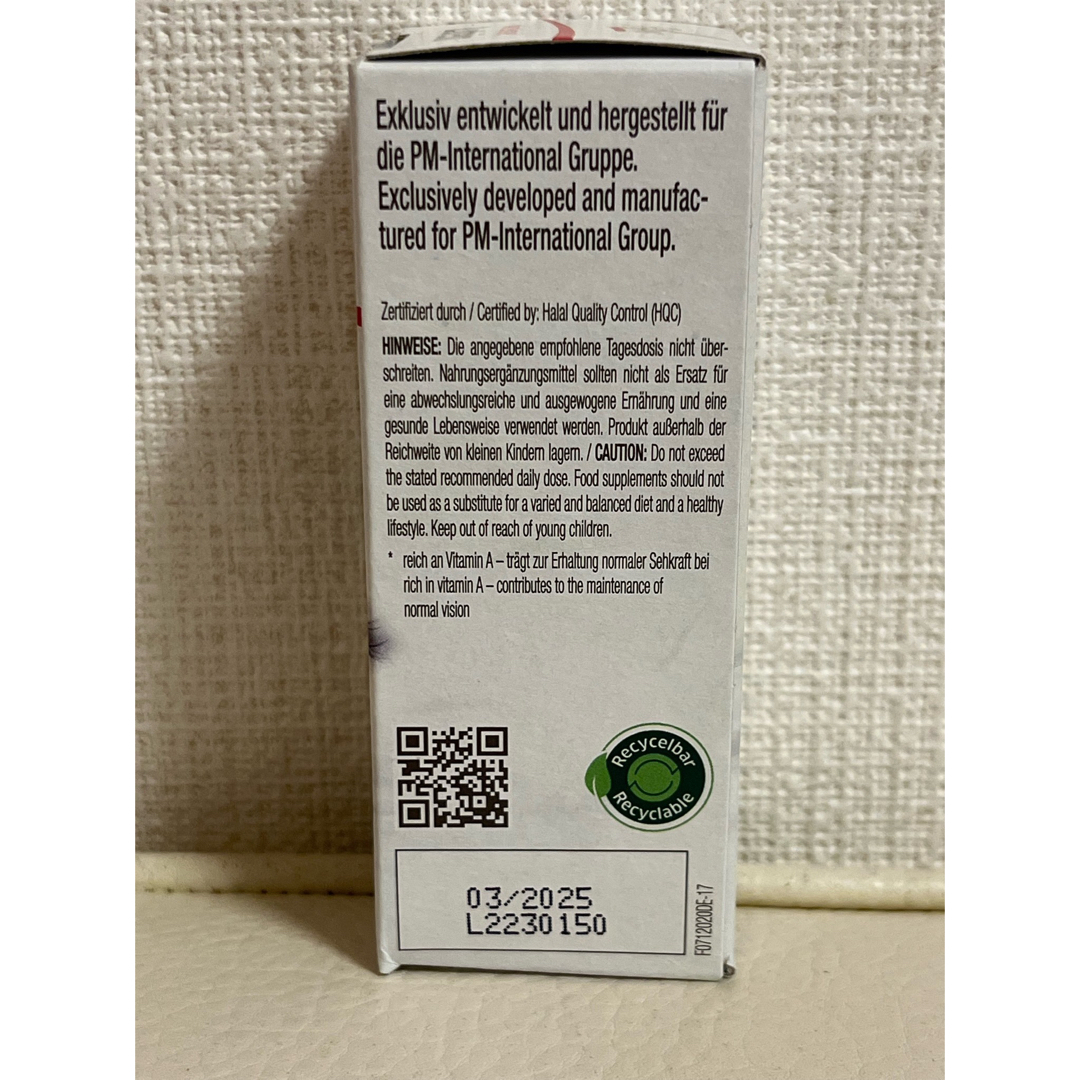 Exklusiv entwickelt und hergestellt für
die PM-International Gruppe.
Exclusively developed and manufac-
tured for PM-International Group.
Zertifiziert durch / Certified by: Halal Quality Control (HQC)
HINWEISE: Die angegebene empfohlene Tagesdosis nicht über-
schreiten. Nahrungsergänzungsmittel sollten nicht als Ersatz für
eine abwechslungsreiche und ausgewogene Ernährung und eine
gesunde Lebensweise verwendet werden. Produkt außerhalb der
Reichweite von kleinen Kindern lagern. / CAUTION: Do not exceed
the stated recommended daily dose. Food supplements should not
be used as a substitute for a varied and balanced diet and a healthy
lifestyle. Keep out of reach of young children.
* reich an Vitamin A – trägt zur Erhaltung normaler Sehkraft bei
rich in vitamin A – contributes to the maintenance of
normal vision
Recycelbar
Recyclable
03/2025
L2230150
F0712020DE-17